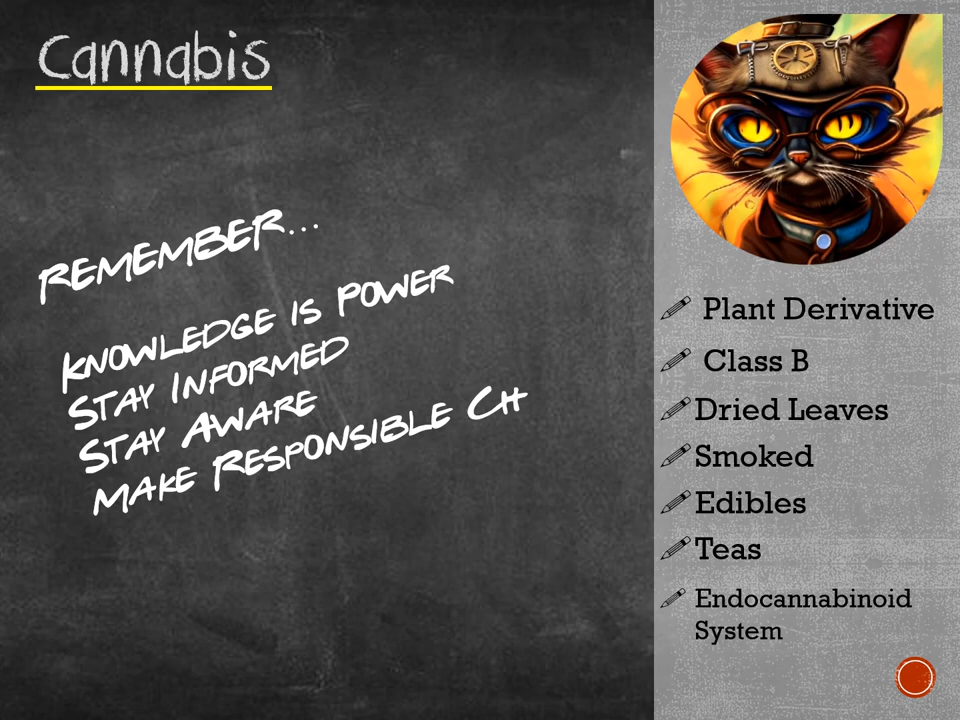 Cannabis
REMEMBER...
KNOWLEDGE IS POWER
STAY INFORMED
STAY AWARE
MAKE RESPONSIBLE CH
Plant Derivative
Class B
Dried Leaves
Smoked
Edibles
Teas
Endocannabinoid
System